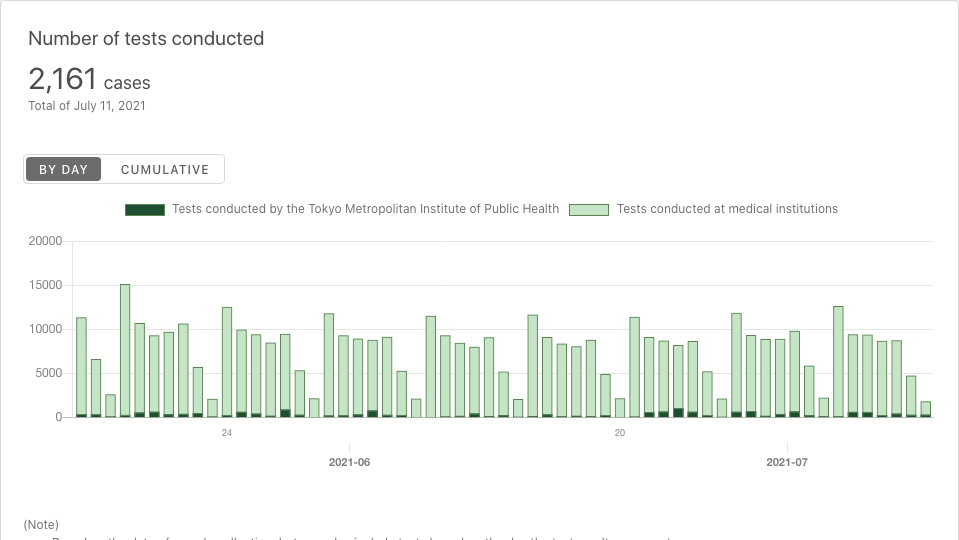 Number of tests conducted
2,161 cases
Total of July 11, 2021
BY DAY CUMULATIVE
Tests conducted by the Tokyo Metropolitan Institute of Public Health Tests conducted at medical institutions
20000
15000
10000
5000
0
24 20
2021-06 2021-07
(Note)